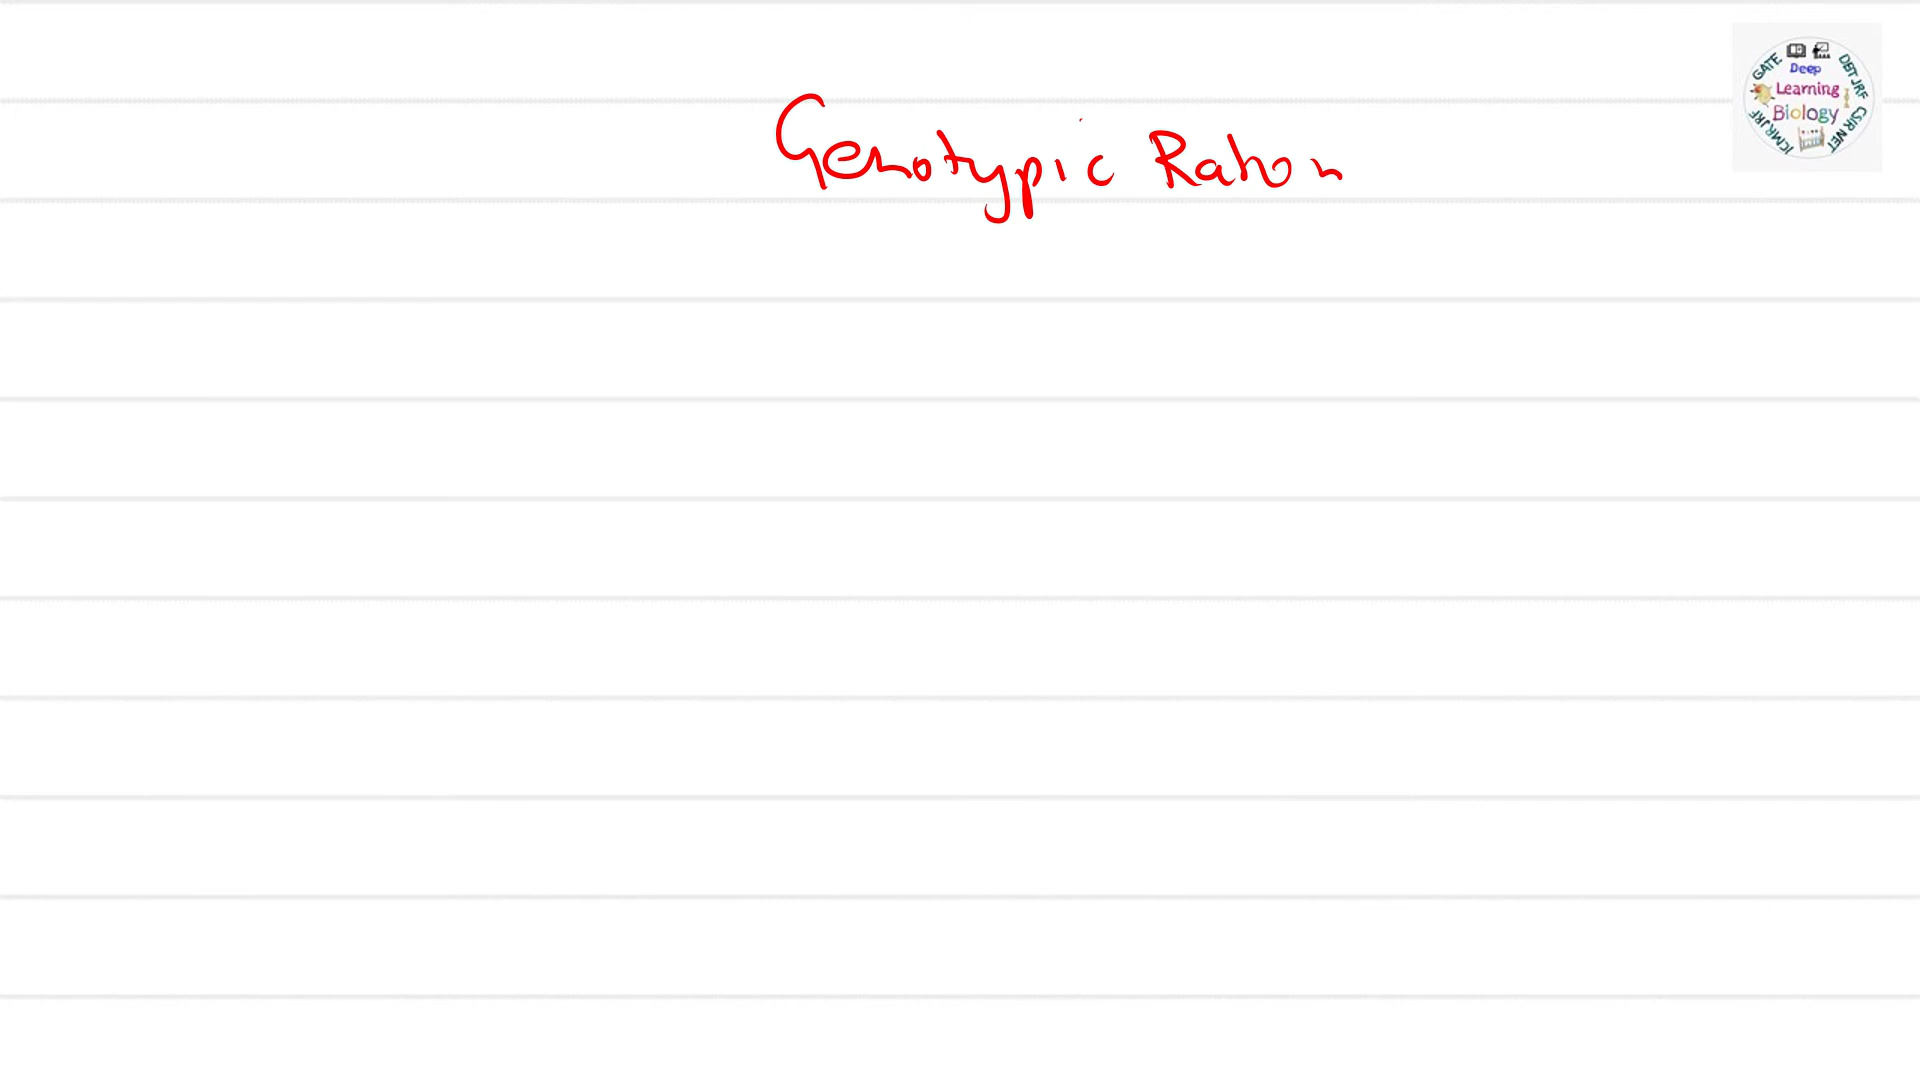 Genotypic Ration
GATE
DBT JRF
Deep
Learning
Biology
ICMR JRF
CSIR NET